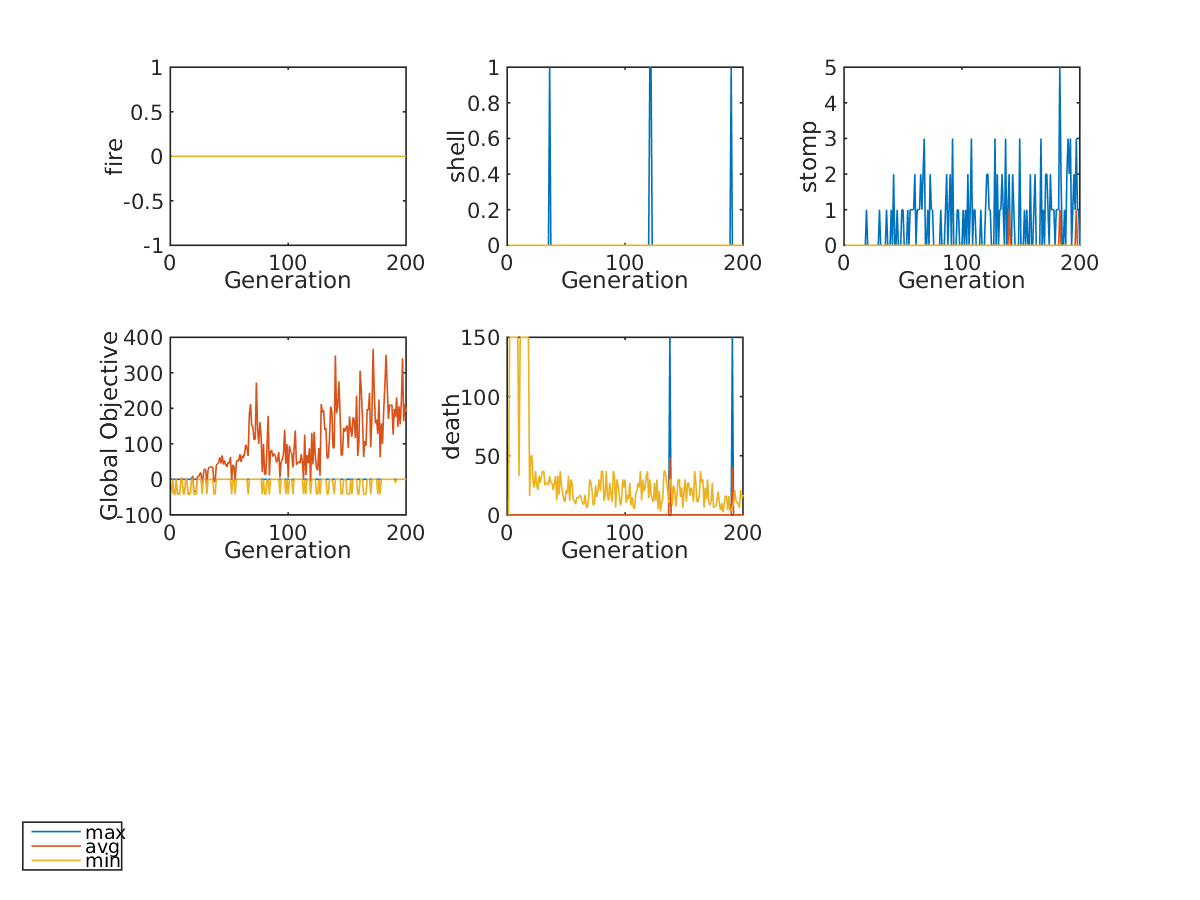 fire
1
0.5
0
-0.5
-1
0 100 200
Generation
shell
1
0.8
0.6
0.4
0.2
0
0 100 200
Generation
stomp
5
4
3
2
1
0
0 100 200
Generation
Global Objective
400
300
200
100
0
-100
0 100 200
Generation
death
150
100
50
0
0 100 200
Generation
max
avg
min